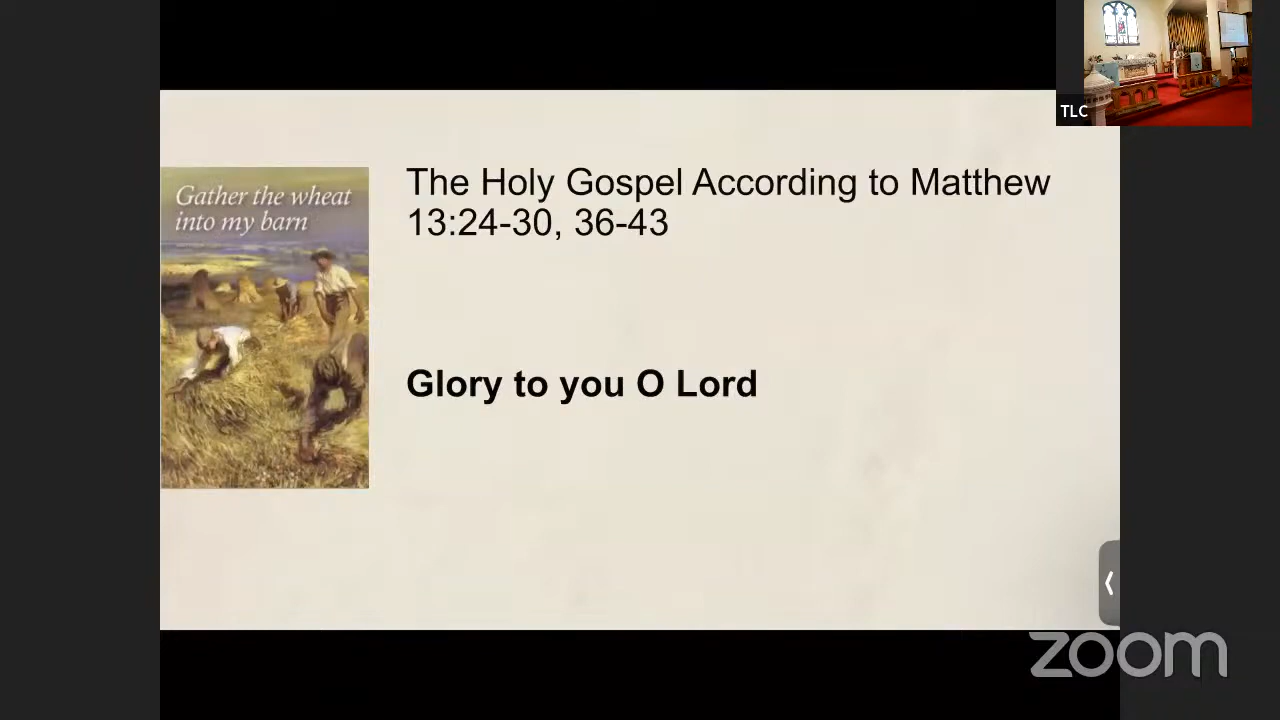 TLC
Gather the wheat
into my barn
The Holy Gospel According to Matthew
13:24-30, 36-43
Glory to you O Lord
zoom